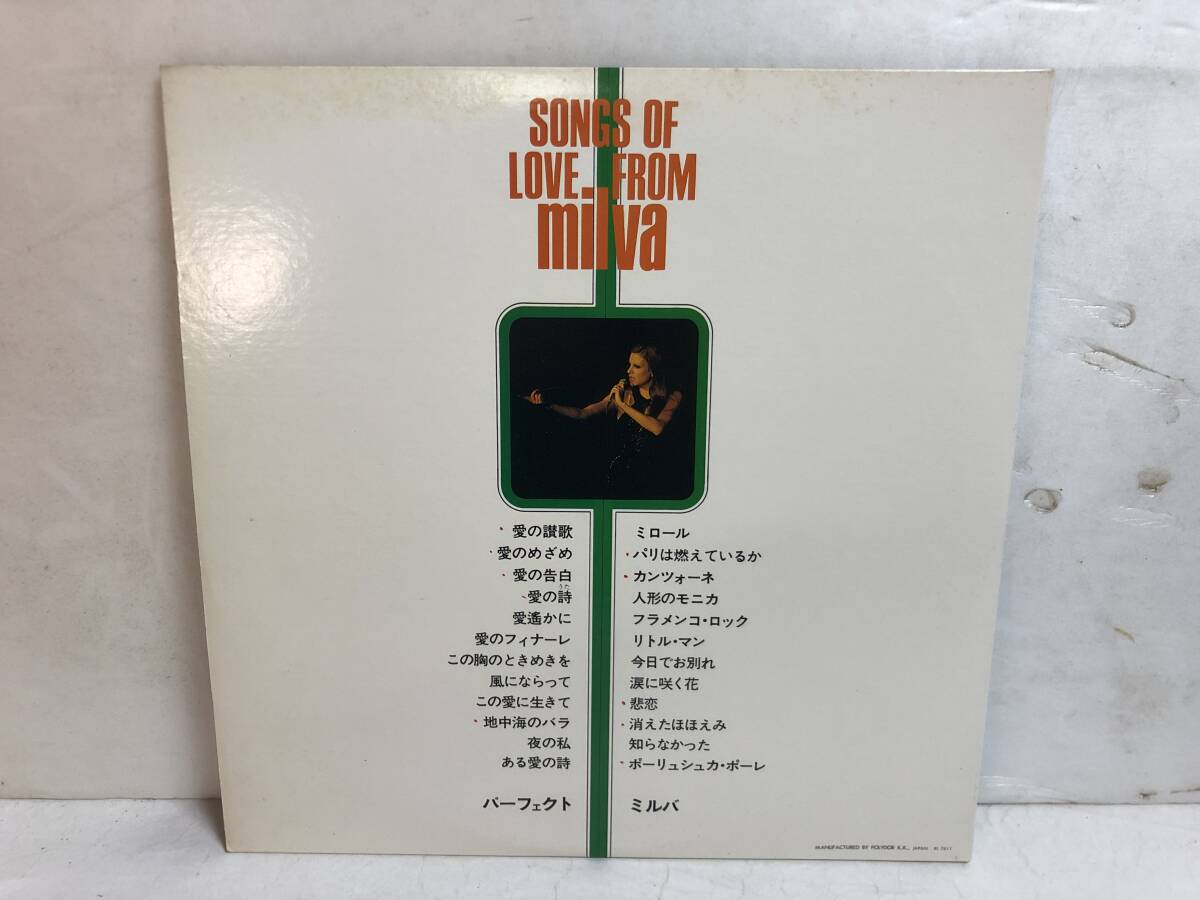 SONGS OF
LOVE FROM
milva
・愛の讃歌
・愛のめざめ
・愛の告白
うた
・愛の詩
愛遙かに
愛のフィナーレ
この胸のときめきを
風にならって
この愛に生きて
・地中海のバラ
夜の私
ある愛の詩
パーフェクト
ミロール
・パリは燃えているか
・カンツォーネ
人形のモニカ
フラメンコ・ロック
リトル・マン
今日でお別れ
涙に咲く花
・悲恋
・消えたほほえみ
知らなかった
・ポーリュシュカ・ポーレ
ミルバ
MANUFACTURED BY POLYDOR K.K., JAPAN